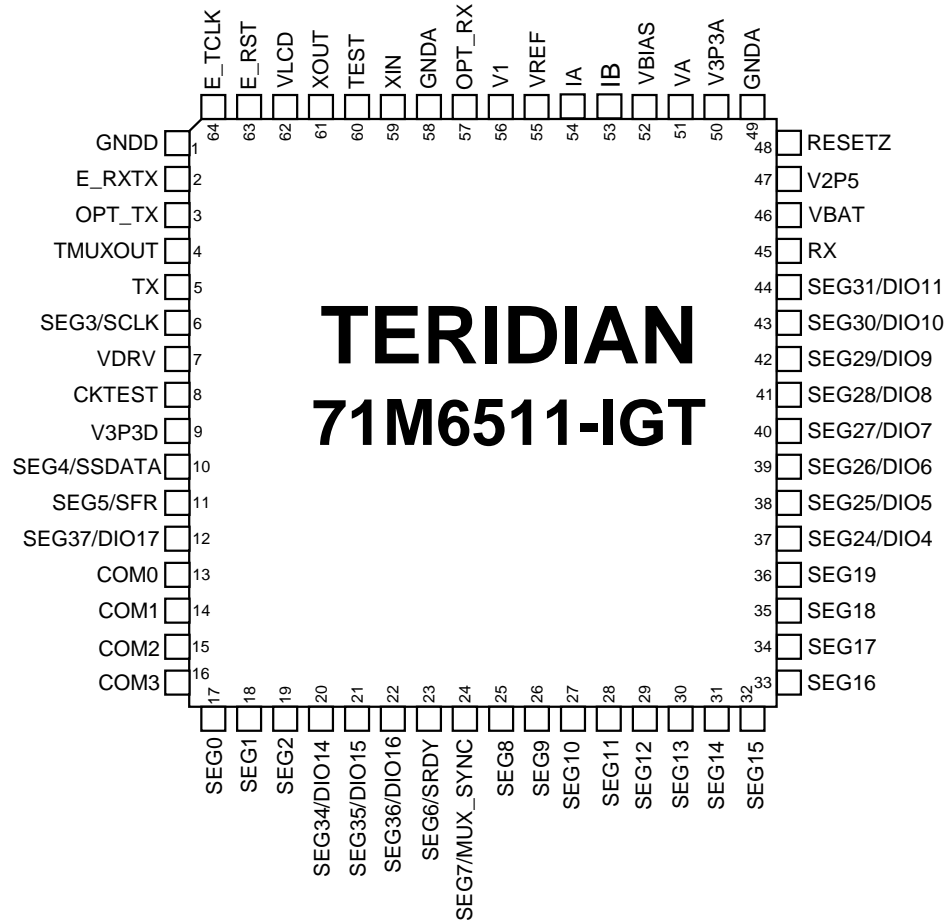 E_TCLK
E_RST
VLCD
XOUT
TEST
XIN
GNDA
OPT_RX
V1
VREF
IA
IB
VBIAS
VA
V3P3A
GNDA
64
63
62
61
60
59
58
57
56
55
54
53
52
51
50
49
GNDD 1
E_RXTX 2
OPT_TX 3
TMUXOUT 4
TX 5
SEG3/SCLK 6
VDRV 7
CKTEST 8
V3P3D 9
SEG4/SSDATA 10
SEG5/SFR 11
SEG37/DIO17 12
COM0 13
COM1 14
COM2 15
COM3 16
TERIDIAN
71M6511-IGT
48 RESETZ
47 V2P5
46 VBAT
45 RX
44 SEG31/DIO11
43 SEG30/DIO10
42 SEG29/DIO9
41 SEG28/DIO8
40 SEG27/DIO7
39 SEG26/DIO6
38 SEG25/DIO5
37 SEG24/DIO4
36 SEG19
35 SEG18
34 SEG17
33 SEG16
17
18
19
20
21
22
23
24
25
26
27
28
29
30
31
32
SEG0
SEG1
SEG2
SEG34/DIO14
SEG35/DIO15
SEG36/DIO16
SEG6/SRDY
SEG7/MUX_SYNC
SEG8
SEG9
SEG10
SEG11
SEG12
SEG13
SEG14
SEG15